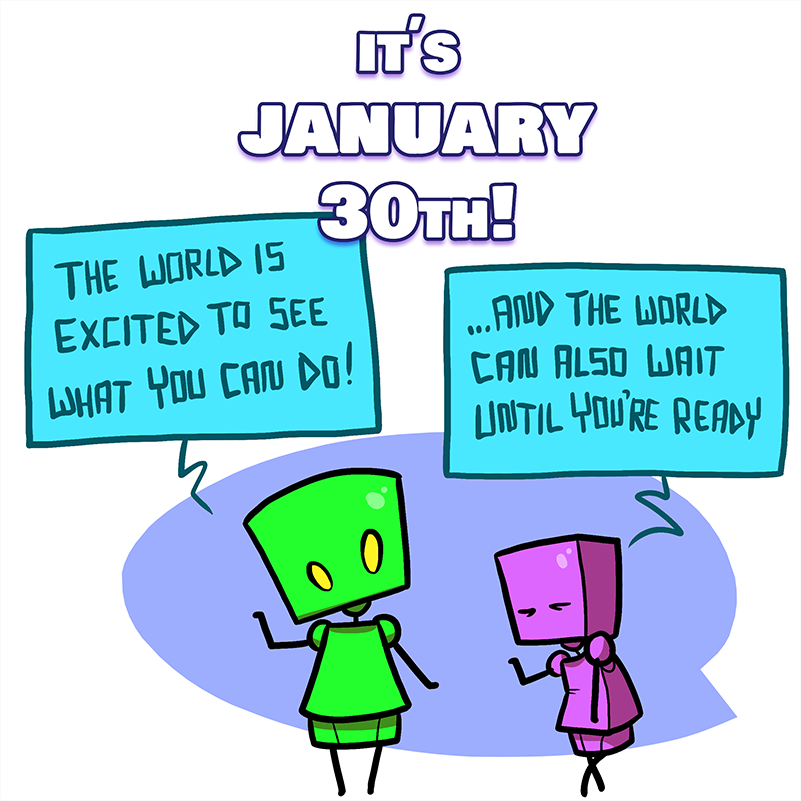 IT'S
JANUARY
30TH!
THE WORLD IS
EXCITED TO SEE
WHAT YOU CAN DO!
...AND THE WORLD
CAN ALSO WAIT
UNTIL YOU'RE READY